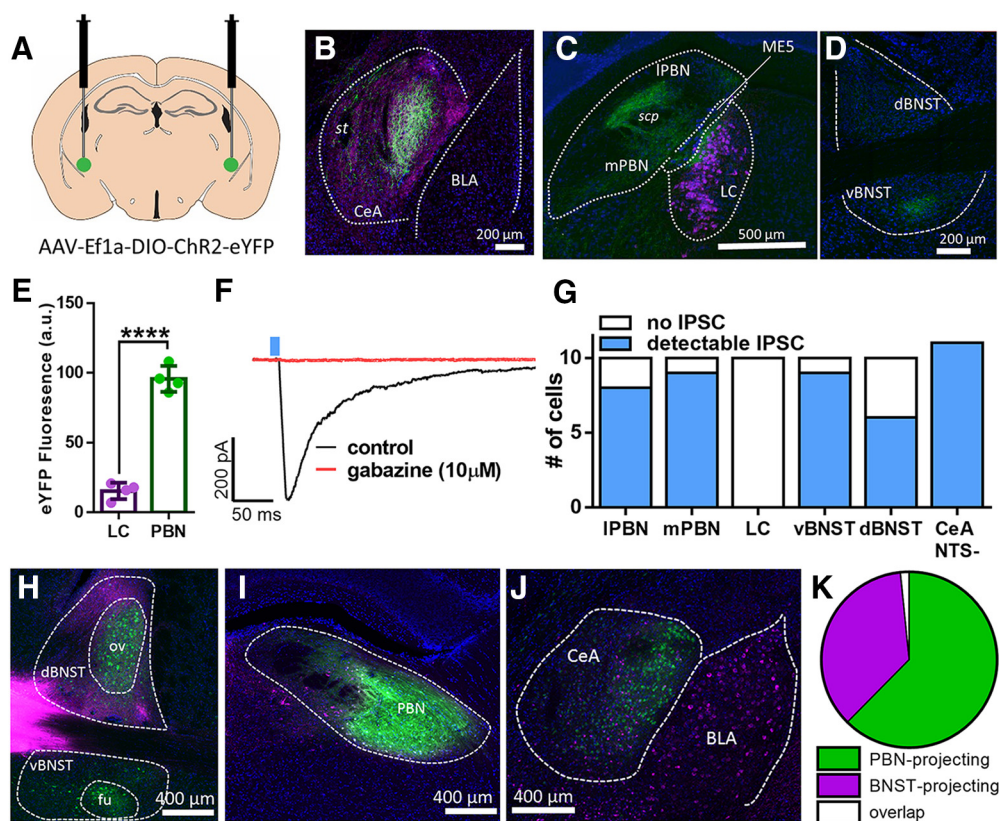 A
AAV-Ef1a-DIO-ChR2-eYFP
B
st
BLA
CeA
200 µm
C
ME5
lPBN
scp
mPBN
LC
500 µm
D
dBNST
vBNST
200 µm
E
eYFP Fluoresence (a.u.)
150
100
50
0
****
LC PBN
F
200 pA
50 ms
control
gabazine (10µM)
G
no IPSC
detectable IPSC
# of cells
10
5
0
lPBN mPBN LC vBNST dBNST CeA
NTS-
H
ov
dBNST
vBNST
fu
400 µm
I
PBN
400 µm
J
CeA
BLA
400 µm
K
PBN-projecting
BNST-projecting
overlap